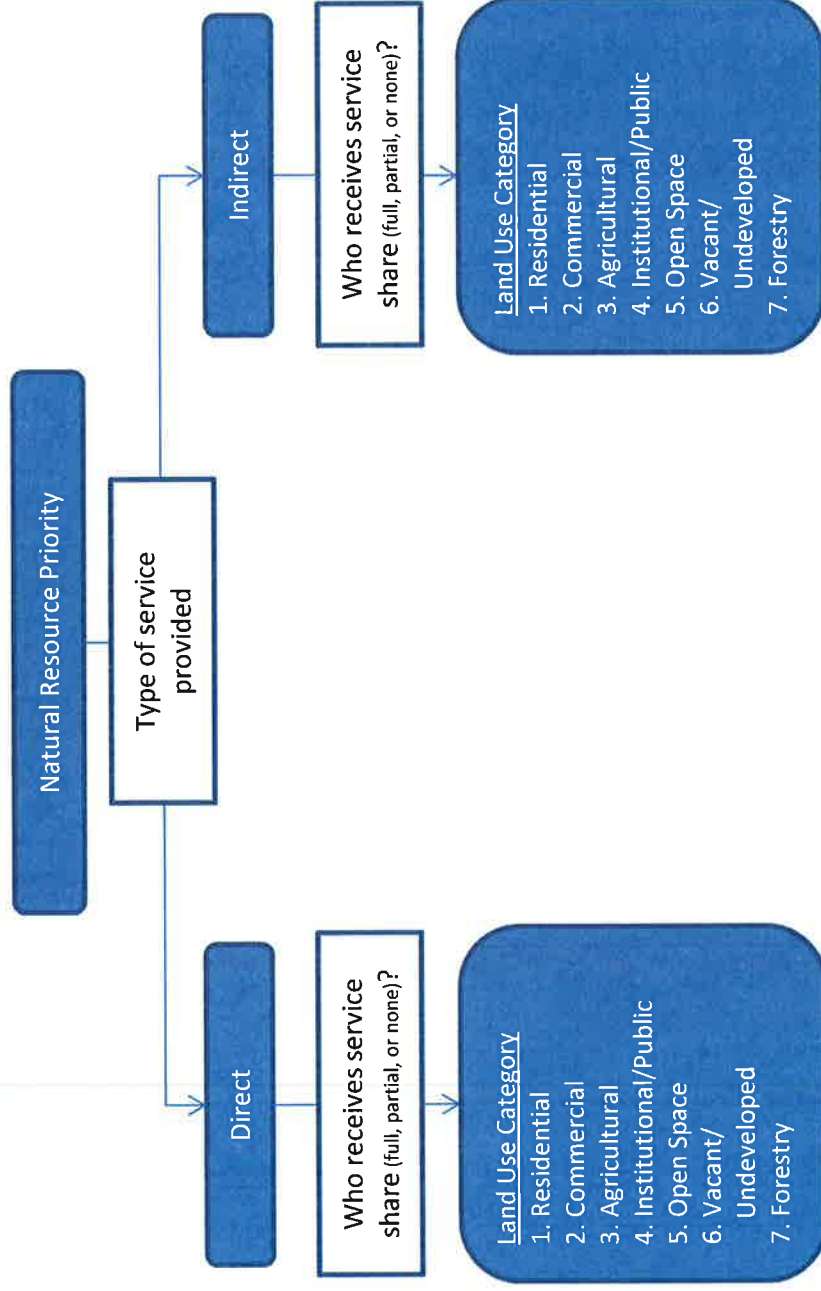 Natural Resource Priority
Type of service
provided
Direct
Who receives service
share (full, partial, or none)?
Land Use Category
1. Residential
2. Commercial
3. Agricultural
4. Institutional/Public
5. Open Space
6. Vacant/
Undeveloped
7. Forestry
Indirect
Who receives service
share (full, partial, or none)?
Land Use Category
1. Residential
2. Commercial
3. Agricultural
4. Institutional/Public
5. Open Space
6. Vacant/
Undeveloped
7. Forestry